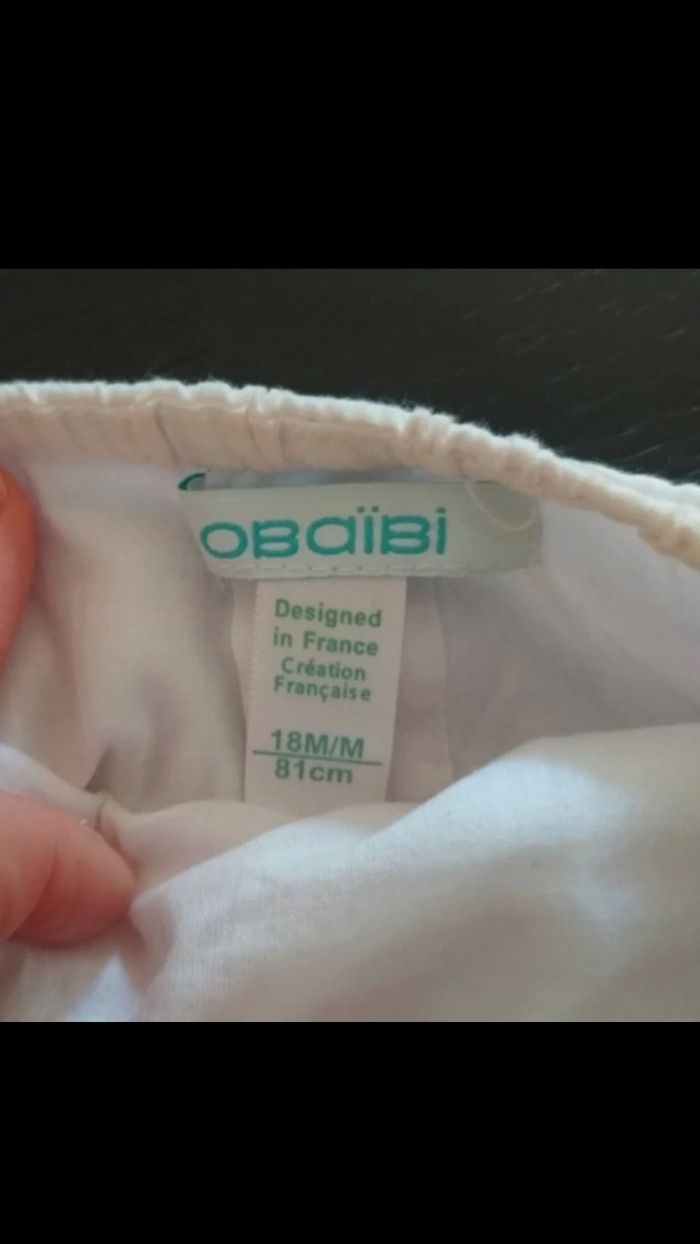 obaïbi
Designed
in France
Création
Française
18M/M
81cm